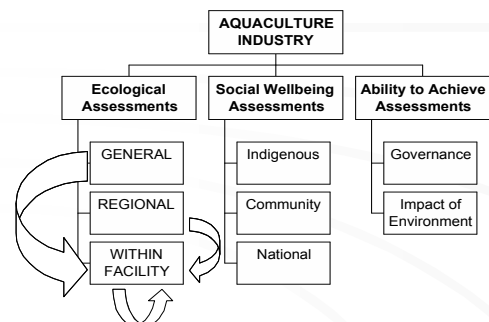 AQUACULTURE
INDUSTRY
Ecological
Assessments
Social Wellbeing
Assessments
Ability to Achieve
Assessments
GENERAL
REGIONAL
WITHIN
FACILITY
Indigenous
Community
National
Governance
Impact of
Environment